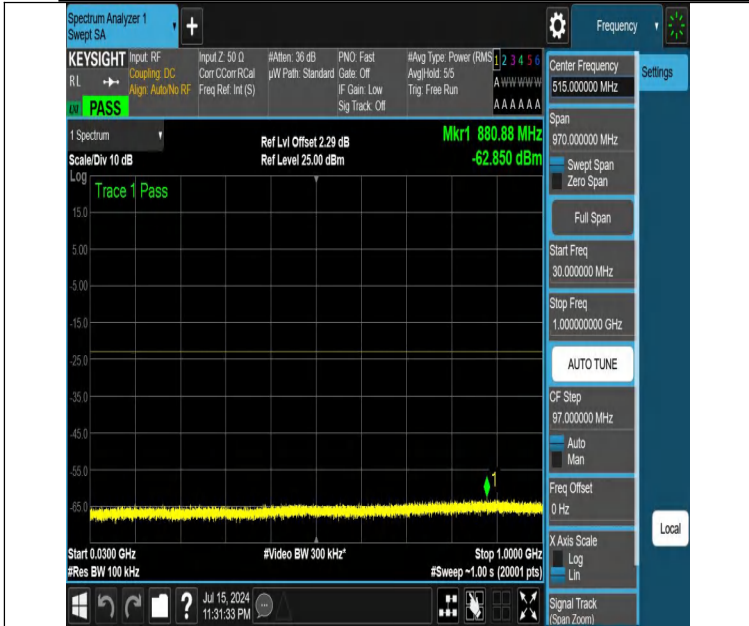 Spectrum Analyzer 1
Swept SA
Frequency
KEYSIGHT
RL
PASS
Input: RF
Coupling: DC
Align: Auto/No RF
Input Z: 50 Ω
Corr CCorr RCal
Freq Ref: Int (S)
#Atten: 36 dB
µW Path: Standard
PNO: Fast
Gate: Off
IF Gain: Low
Sig Track: Off
#Avg Type: Power (RMS
Avg|Hold: 5/5
Trig: Free Run
1 2 3 4 5 6
A W W W W W
A A A A A A
1 Spectrum
Scale/Div 10 dB
Ref Lvl Offset 2.29 dB
Ref Level 25.00 dBm
Mkr1 880.88 MHz
-62.850 dBm
Log
Trace 1 Pass
15.0
5.00
-5.00
-15.0
-25.0
-35.0
-45.0
-55.0
-65.0
1
Start 0.0300 GHz
#Res BW 100 kHz
#Video BW 300 kHz*
Stop 1.0000 GHz
#Sweep ~1.00 s (20001 pts)
Jul 15, 2024
11:31:33 PM
Center Frequency
515.000000 MHz
Settings
Span
970.000000 MHz
Swept Span
Zero Span
Full Span
Start Freq
30.000000 MHz
Stop Freq
1.000000000 GHz
AUTO TUNE
CF Step
97.000000 MHz
Auto
Man
Freq Offset
0 Hz
Local
X Axis Scale
Log
Lin
Signal Track
(Span Zoom)